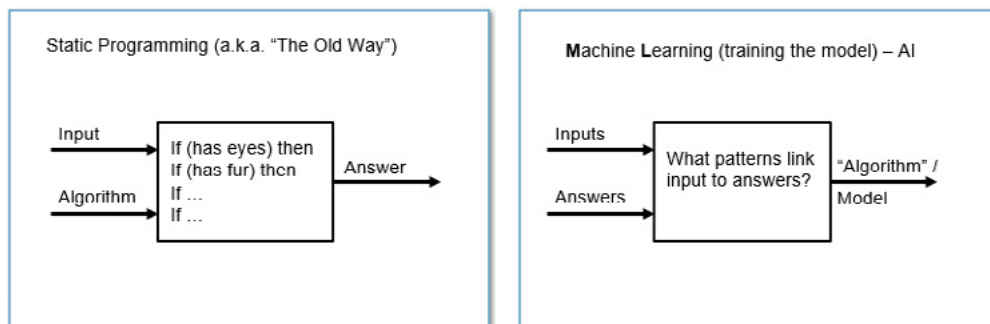 Static Programming (a.k.a. “The Old Way”)
Input
Algorithm
If (has eyes) then
If (has fur) then
If ...
If ...
Answer
Machine Learning (training the model) – AI
Inputs
Answers
What patterns link
input to answers?
“Algorithm” /
Model